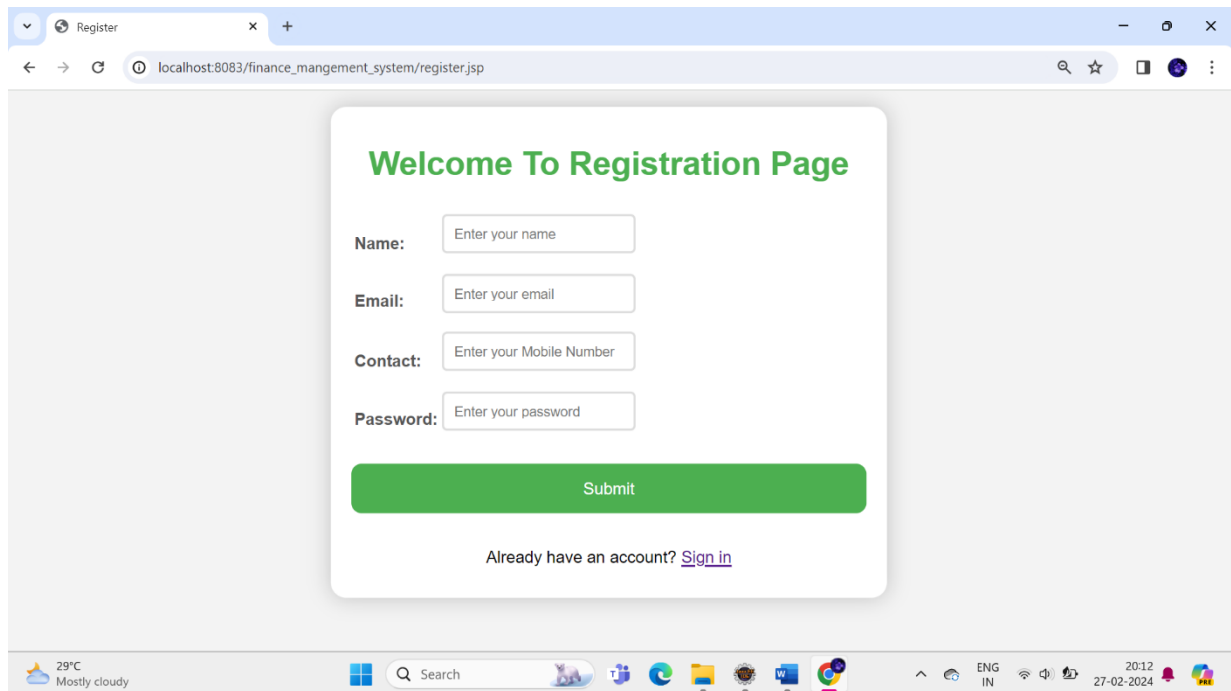 Register
localhost:8083/finance_mangement_system/register.jsp
Welcome To Registration Page
Name: Enter your name
Email: Enter your email
Contact: Enter your Mobile Number
Password: Enter your password
Submit
Already have an account? Sign in
29°C
Mostly cloudy
Search
ENG
IN
20:12
27-02-2024
PRE